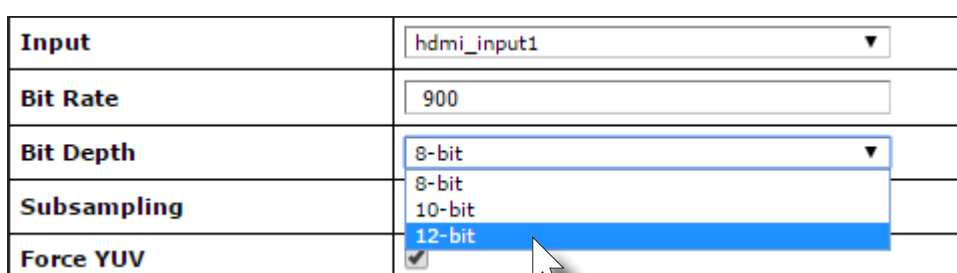 Input hdmi_input1 ▼
Bit Rate 900
Bit Depth 8-bit ▼
8-bit
Subsampling 10-bit
12-bit
Force YUV